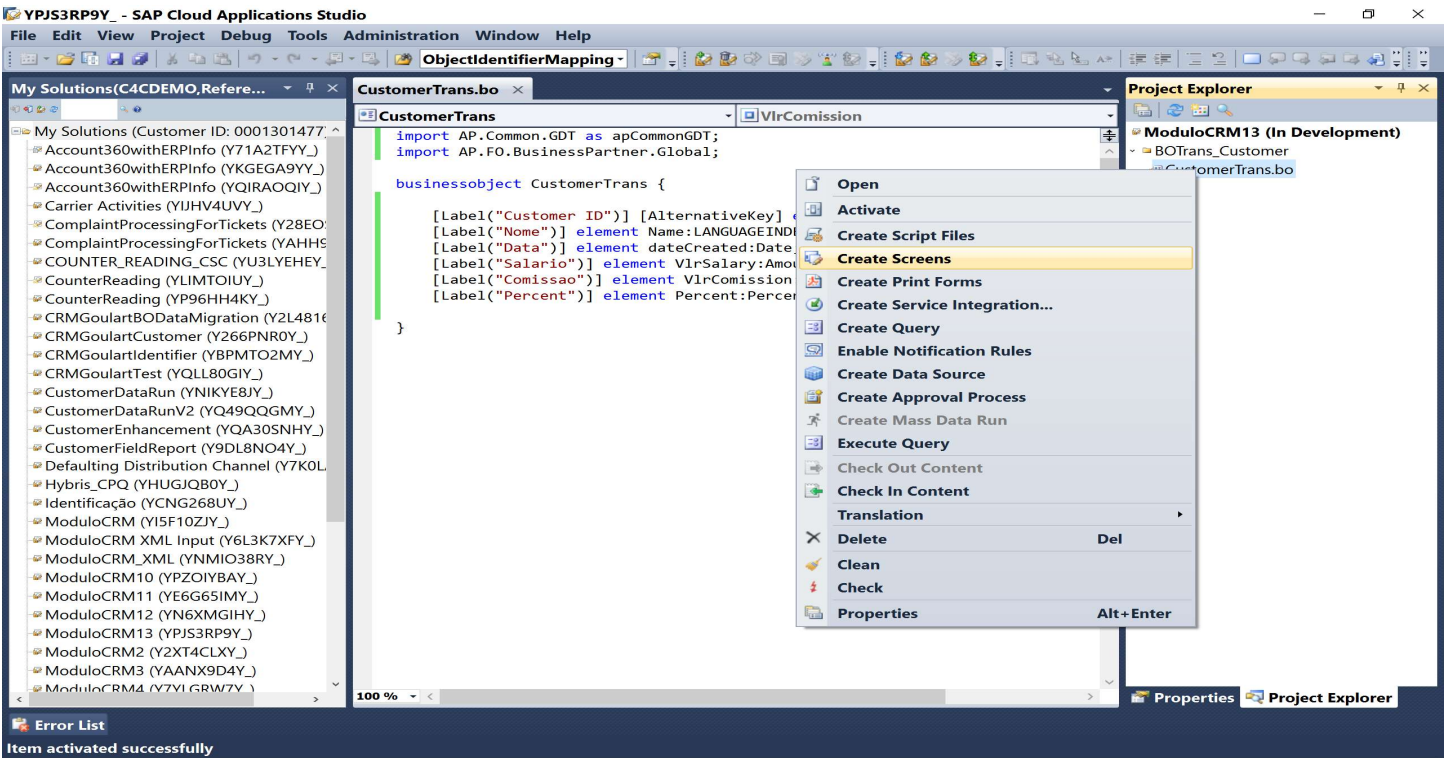 YPJS3RP9Y_ - SAP Cloud Applications Studio
File Edit View Project Debug Tools Administration Window Help
ObjectIdentifierMapping
My Solutions(C4CDEMO,Refere...
My Solutions (Customer ID: 0001301477)
Account360withERPInfo (Y71A2TFYY_)
Account360withERPInfo (YKGEGA9YY_)
Account360withERPInfo (YQIRAOQIY_)
Carrier Activities (YIJHV4UVY_)
ComplaintProcessingForTickets (Y28EO
ComplaintProcessingForTickets (YAHH9
COUNTER_READING_CSC (YU3LYEHEY_
CounterReading (YLIMTOIUY_)
CounterReading (YP96HH4KY_)
CRMGoulartBODataMigration (Y2L4816
CRMGoulartCustomer (Y266PNR0Y_)
CRMGoulartIdentifier (YBPMTO2MY_)
CRMGoulartTest (YQLL80GIY_)
CustomerDataRun (YNIKYE8JY_)
CustomerDataRunV2 (YQ49QQGMY_)
CustomerEnhancement (YQA30SNHY_)
CustomerFieldReport (Y9DL8NO4Y_)
Defaulting Distribution Channel (Y7K0L
Hybris_CPQ (YHUGJQB0Y_)
Identificação (YCNG268UY_)
ModuloCRM (YI5F10ZJY_)
ModuloCRM XML Input (Y6L3K7XFY_)
ModuloCRM_XML (YNMIO38RY_)
ModuloCRM10 (YPZOIYBAY_)
ModuloCRM11 (YE6G65IMY_)
ModuloCRM12 (YN6XMGIHY_)
ModuloCRM13 (YPJS3RP9Y_)
ModuloCRM2 (Y2XT4CLXY_)
ModuloCRM3 (YAANX9D4Y_)
ModuloCRM4 (Y7YLGRW7Y_)
CustomerTrans.bo
CustomerTrans
VlrComission
import AP.Common.GDT as apCommonGDT;
import AP.FO.BusinessPartner.Global;
businessobject CustomerTrans {
[Label("Customer ID")] [AlternativeKey] e
[Label("Nome")] element Name:LANGUAGEINDE
[Label("Data")] element dateCreated:Date_
[Label("Salario")] element VlrSalary:Amou
[Label("Comissao")] element VlrComission
[Label("Percent")] element Percent:Percen
}
100 %
Open
Activate
Create Script Files
Create Screens
Create Print Forms
Create Service Integration...
Create Query
Enable Notification Rules
Create Data Source
Create Approval Process
Create Mass Data Run
Execute Query
Check Out Content
Check In Content
Translation
Delete Del
Clean
Check
Properties Alt+Enter
Project Explorer
ModuloCRM13 (In Development)
BOTrans_Customer
CustomerTrans.bo
Properties Project Explorer
Error List
Item activated successfully